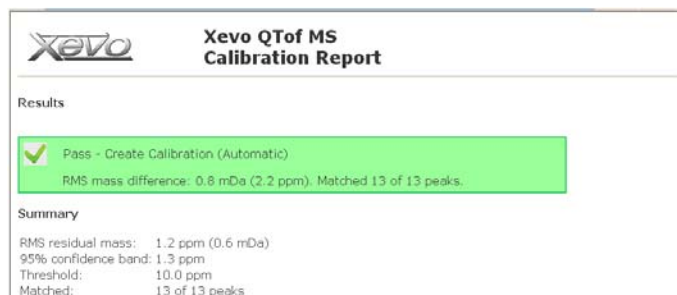 Xevo
Xevo QTof MS
Calibration Report
Results
Pass - Create Calibration (Automatic)
RMS mass difference: 0.8 mDa (2.2 ppm). Matched 13 of 13 peaks.
Summary
RMS residual mass: 1.2 ppm (0.6 mDa)
95% confidence band: 1.3 ppm
Threshold: 10.0 ppm
Matched: 13 of 13 peaks